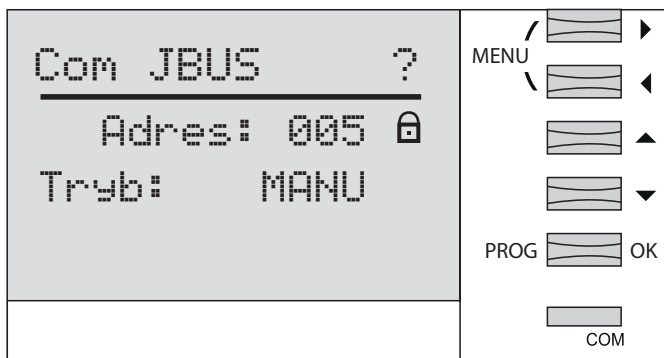 Com JBUS ?
Adres: 005
Tryb: MANU
MENU
PROG OK
COM